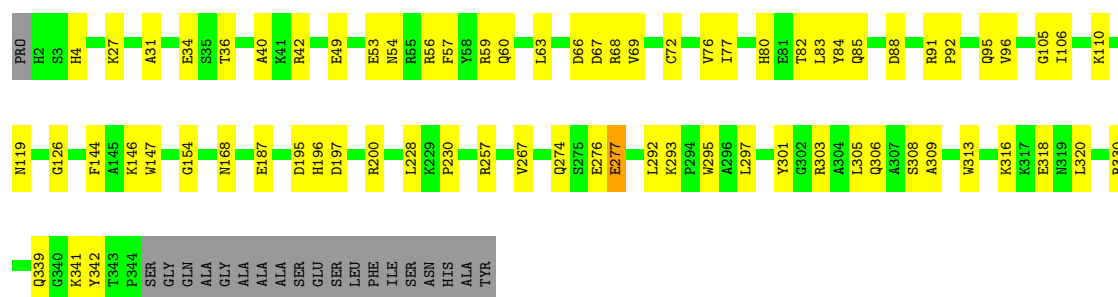 PRO H2 S3 H4 K27 A31 E34 S35 T36 A40 K41 R42 E49 E53 N54 R55 R56 F57 Y58 R59 Q60 L63 D66 D67 R68 V69 C72 V76 I77 H80 E81 T82 L83 Y84 Q85 D88 R91 P92 Q95 V96 G105 I106 K110
N119 G126 F144 A145 K146 W147 G154 N168 E187 D195 H196 D197 R200 L228 K229 P230 R257 V267 Q274 S275 E276 E277 L292 K293 P294 W295 A296 L297 Y301 G302 R303 A304 L305 Q306 A307 S308 A309 W313 K316 K317 E318 N319 L320
Q339 G340 K341 Y342 T343 P344 SER GLY GLN ALA GLY ALA ALA ALA SER GLU SER LEU PHE ILE SER ASN HIS ALA TYR